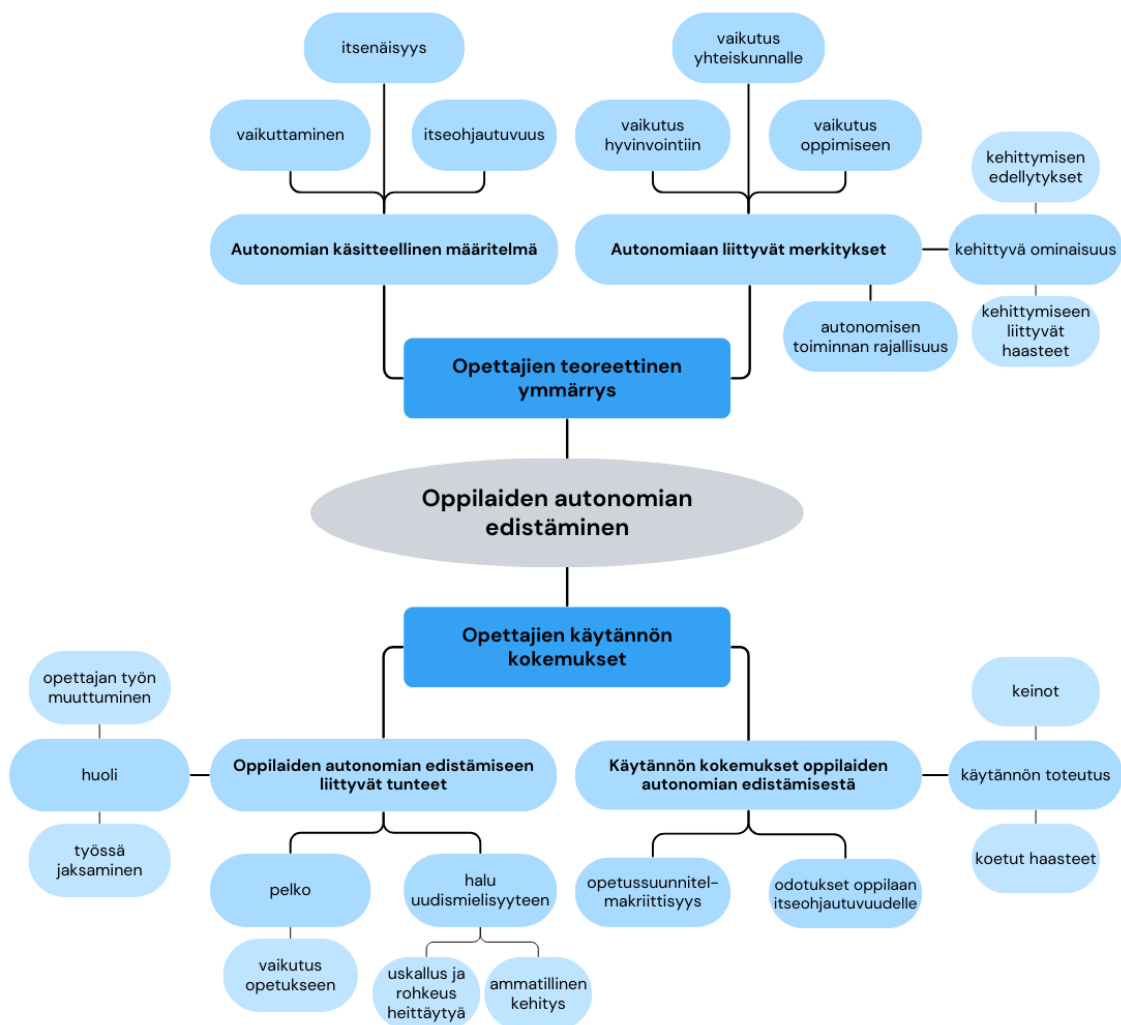 itsenäisyys
vaikutus
yhteiskunnalle
vaikuttaminen
itseohjautuvuus
vaikutus
hyvinvointiin
vaikutus
oppimiseen
kehittymisen
edellytykset
Autonomian käsitteellinen määritelmä
Autonomiaan liittyvät merkitykset
kehittyvä ominaisuus
autonomisen
toiminnan rajallisuus
kehittymiseen
liittyvät
haasteet
Opettajien teoreettinen
ymmärrys
Oppilaiden autonomian
edistäminen
Opettajien käytännön
kokemukset
opettajan työn
muuttuminen
keinot
huoli
Oppilaiden autonomian edistämiseen
liittyvät tunteet
Käytännön kokemukset oppilaiden
autonomian edistämisestä
käytännön toteutus
työssä
jaksaminen
pelko
halu
uudismielisyyteen
opetussuunnitel-
makriittisyys
odotukset oppilaan
itseohjautuvuudelle
koetut haasteet
vaikutus
opetukseen
uskallus ja
rohkeus
heittäytyä
ammatillinen
kehitys